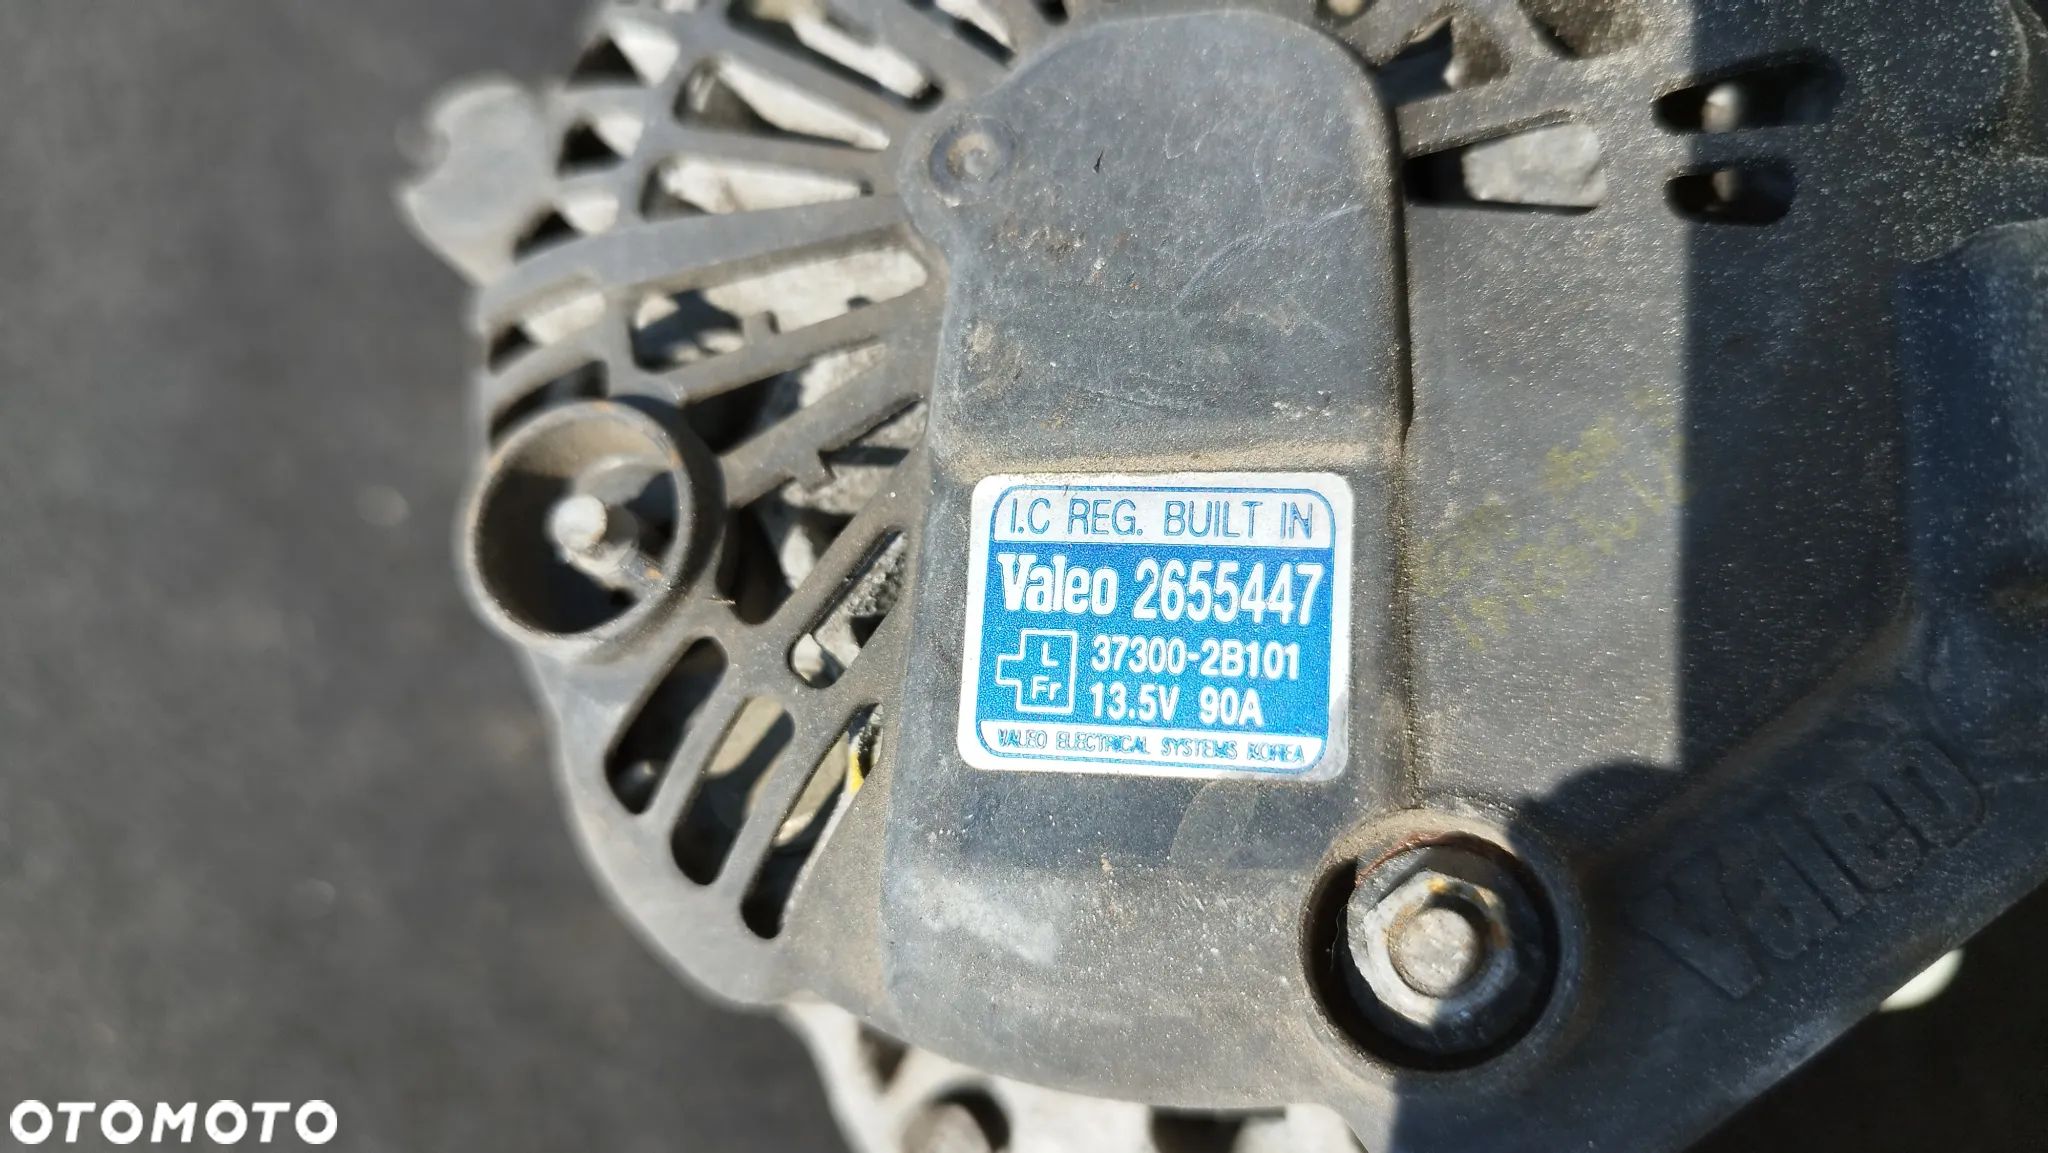 I.C REG. BUILT IN
Valeo 2655447
L 37300-2B101
Fr 13.5V 90A
VALEO ELECTRICAL SYSTEMS KOREA
Valeo
OTOMOTO